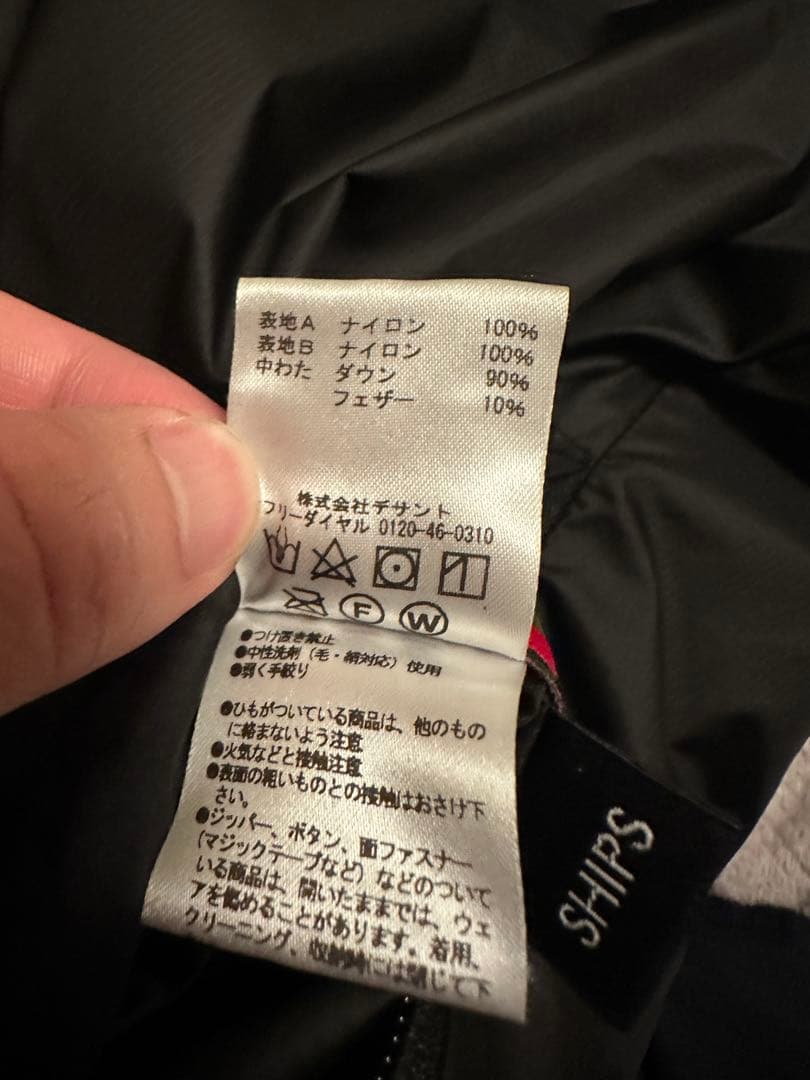 表地A ナイロン 100%
表地B ナイロン 100%
中わた ダウン 90%
フェザー 10%
株式会社デサント
フリーダイヤル 0120-46-0310
F W
●つけ置き禁止
●中性洗剤（毛・絹対応）使用
●弱く手絞り
●ひもがついている商品は、他のもの
に絡まないよう注意
●火気などと接触注意
●表面の粗いものとの接触はおさけ下
さい。
●ジッパー、ボタン、面ファスナー
(マジックテープなど）などのついて
いる商品は、開いたままでは、ウェ
アを傷めることがあります。着用、
クリーニング、収納時には閉じて下
SHIPS